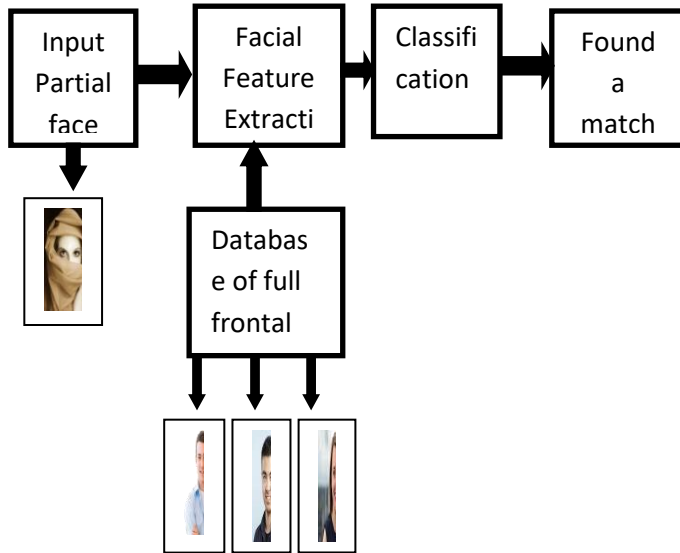 Input
Partial
face
Facial
Feature
Extracti
Classifi
cation
Found
a
match
Databas
e of full
frontal